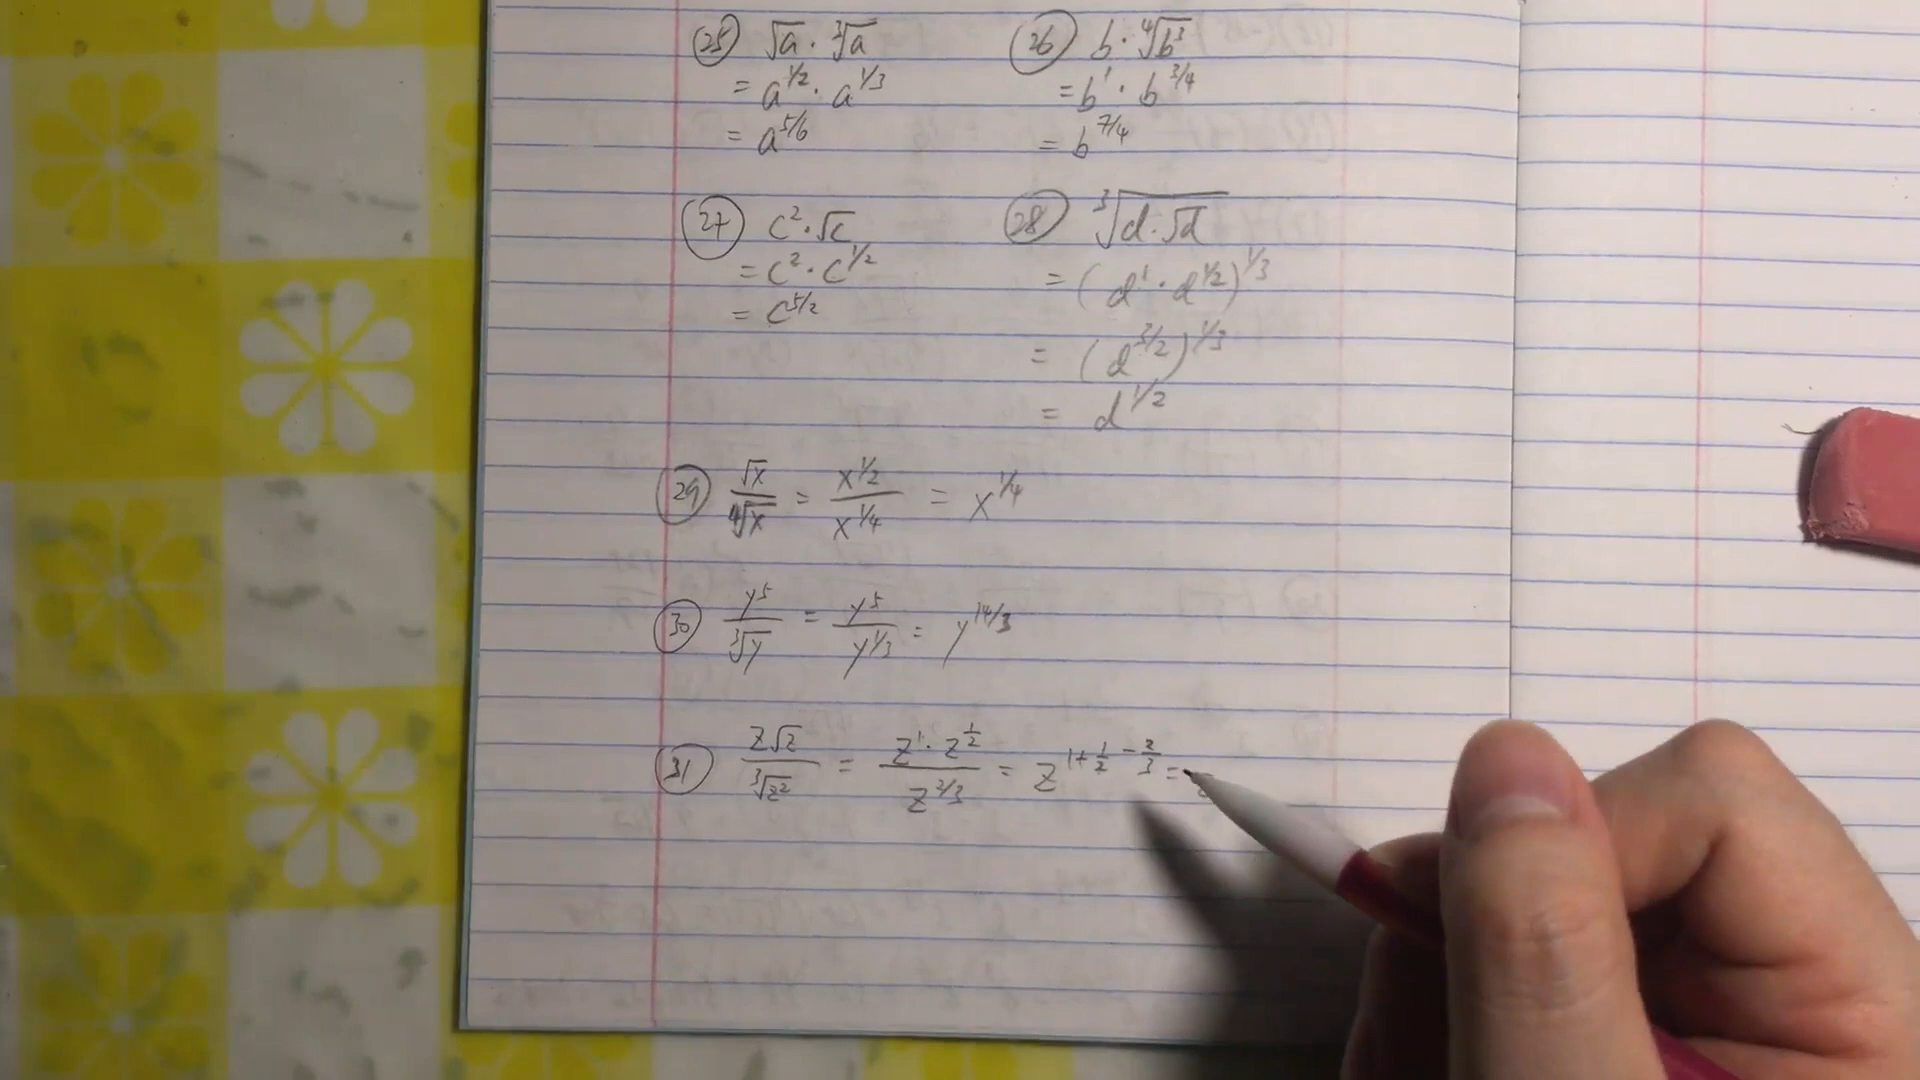 (25) √a · ∛a
= a^1/2 · a^1/3
= a^5/6
(26) b · ∜b³
= b¹ · b^3/4
= b^7/4
(27) c² · √c
= c² · c^1/2
= c^5/2
(28) ∛(d · √d)
= (d¹ · d^1/2)^1/3
= (d^3/2)^1/3
= d^1/2
(29) √x / ∜x = x^1/2 / x^1/4 = x^1/4
(30) y⁵ / ∛y = y⁵ / y^1/3 = y^14/3
(31) z√z / ∛z² = z¹ · z^1/2 / z^2/3 = z^1+1/2-2/3 =